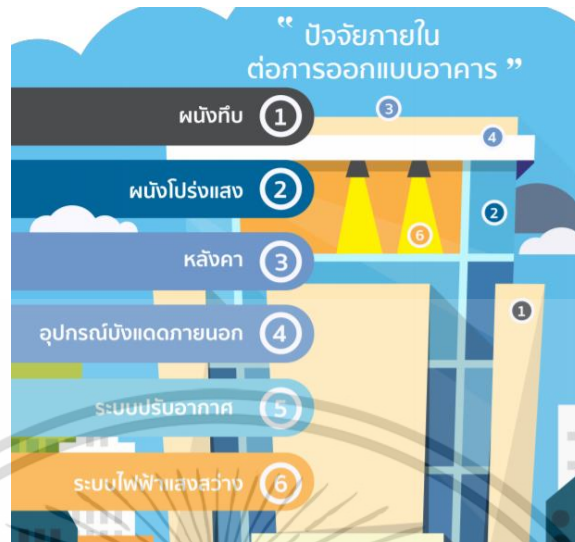 “ ปัจจัยภายใน
ต่อการออกแบบอาคาร ”
ผนังทึบ 1
ผนังโปร่งแสง 2
หลังคา 3
อุปกรณ์บังแดดภายนอก 4
ระบบปรับอากาศ 5
ระบบไฟฟ้าแสงสว่าง 6
3
4
2
6
1